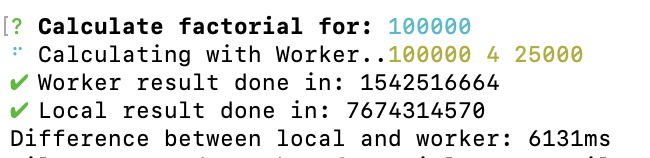 ? Calculate factorial for: 100000
⠋ Calculating with Worker..100000 4 25000
✔ Worker result done in: 1542516664
✔ Local result done in: 7674314570
Difference between local and worker: 6131ms